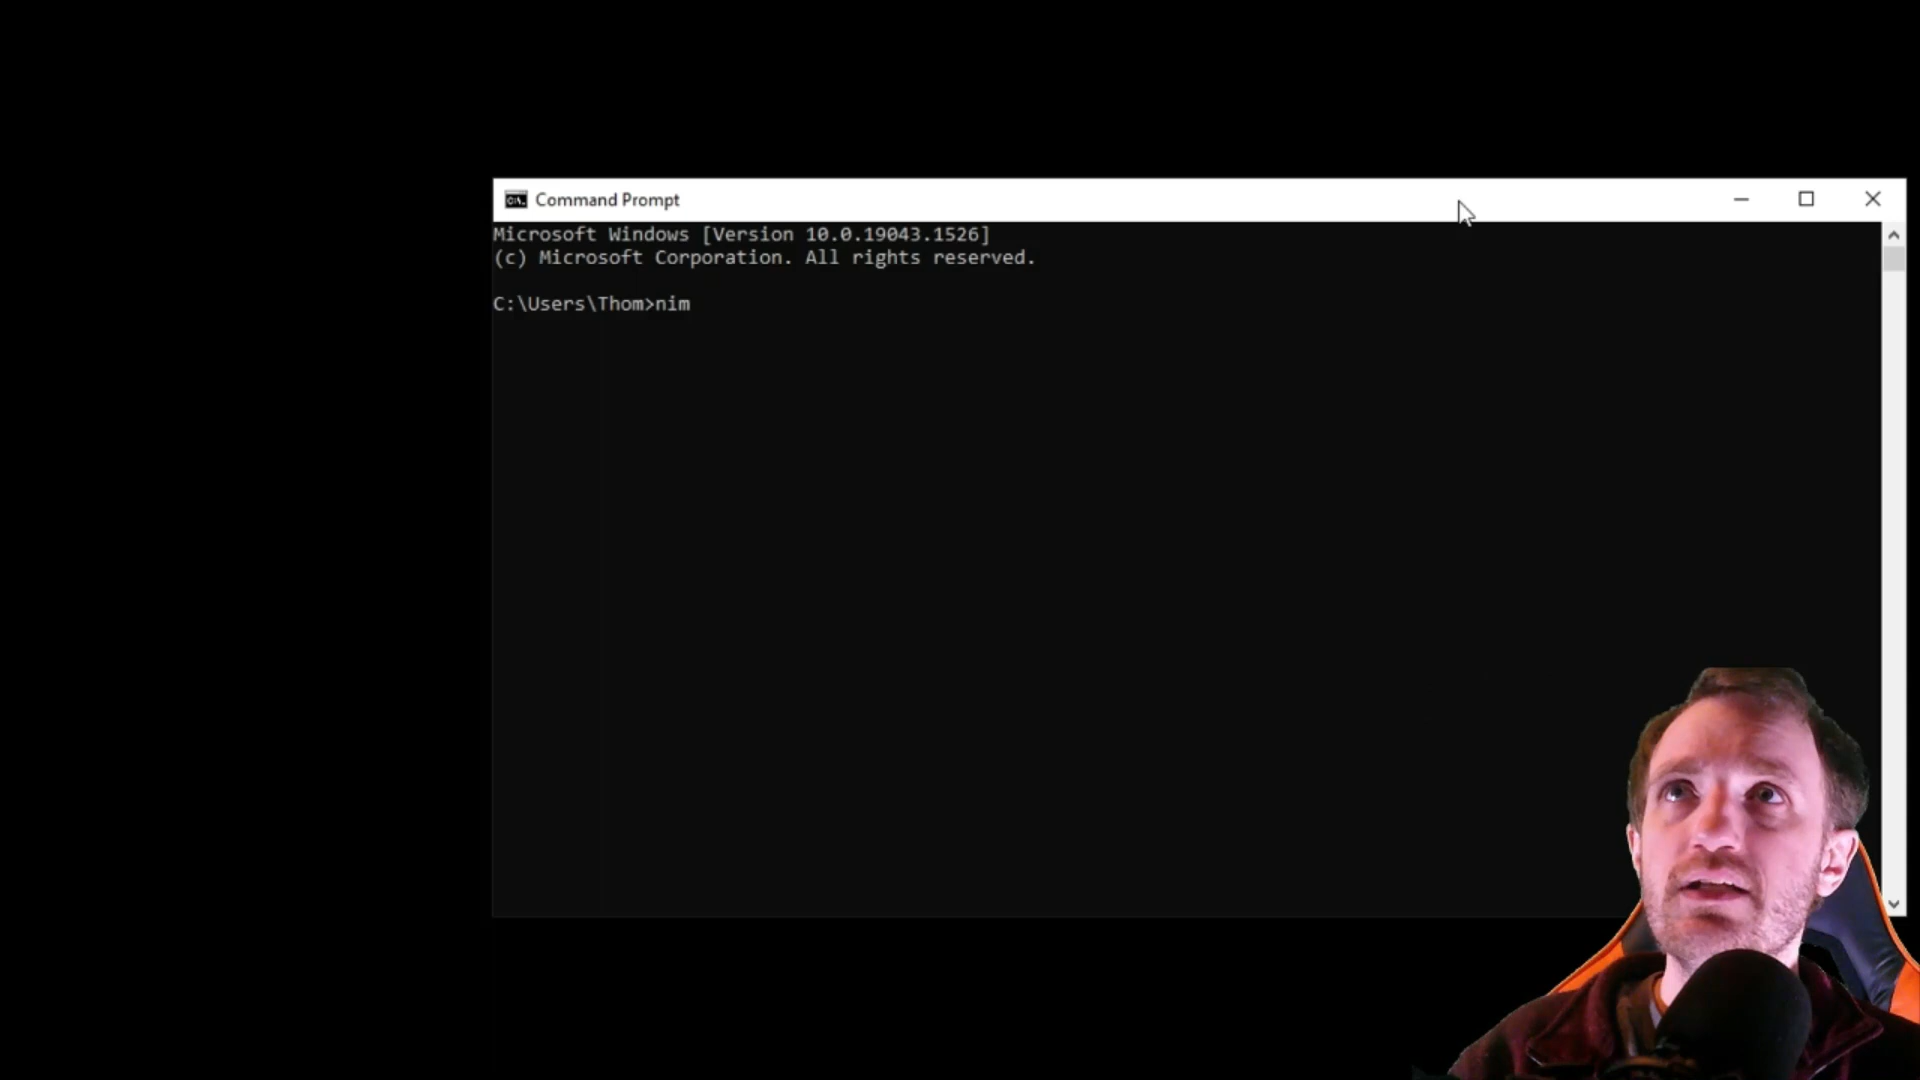 Command Prompt
Microsoft Windows [Version 10.0.19043.1526]
(c) Microsoft Corporation. All rights reserved.
C:\Users\Thom>nim